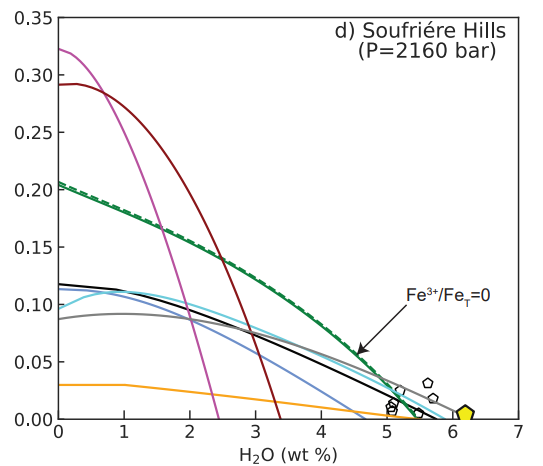 0.35
d) Soufriére Hills
(P=2160 bar)
0.30
0.25
0.20
0.15
Fe³⁺/Fe_T=0
0.10
0.05
0.00
0 1 2 3 4 5 6 7
H₂O (wt %)